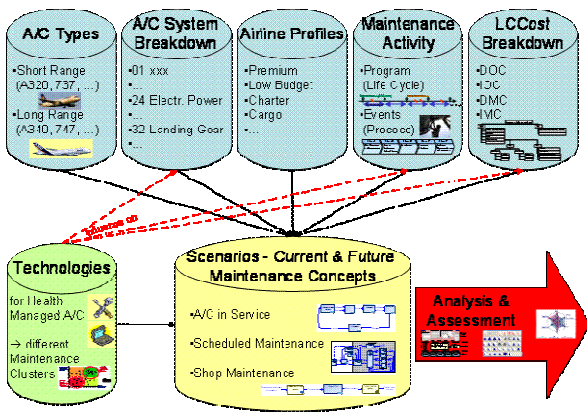 A/C Types
•Short Range
(A320, 737, ...)
•Long Range
(A340, 747, ...)
A/C System
Breakdown
•01 xxx
•...
•24 Electr. Power
•...
•32 Landing Gear
•...
Airline Profiles
•Premium
•Low Budget
•Charter
•Cargo
•...
Maintenance
Activity
•Program
(Life Cycle)
•Events
(Process)
LCCost
Breakdown
•DOC
•IOC
•DMC
•IMC
influence on
Technologies
for Health
Managed A/C
→ different
Maintenance
Clusters
Scenarios - Current & Future
Maintenance Concepts
•A/C in Service
•Scheduled Maintenance
•Shop Maintenance
Analysis &
Assessment